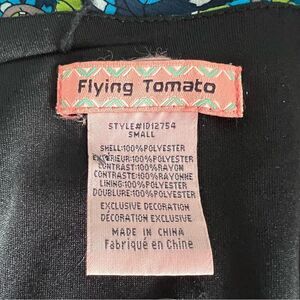 Flying Tomato
STYLE#ID12754
SMALL
SHELL:100%POLYESTER
EXTÉRIEUR:100%POLYESTER
CONTRAST:100%RAYON
CONTRASTE:100%RAYONNE
LINING:100%POLYESTER
DOUBLURE:100%POLYESTER
EXCLUSIVE DECORATION
DÉCORATION EXCLUSIVE
MADE IN CHINA
Fabriqué en Chine